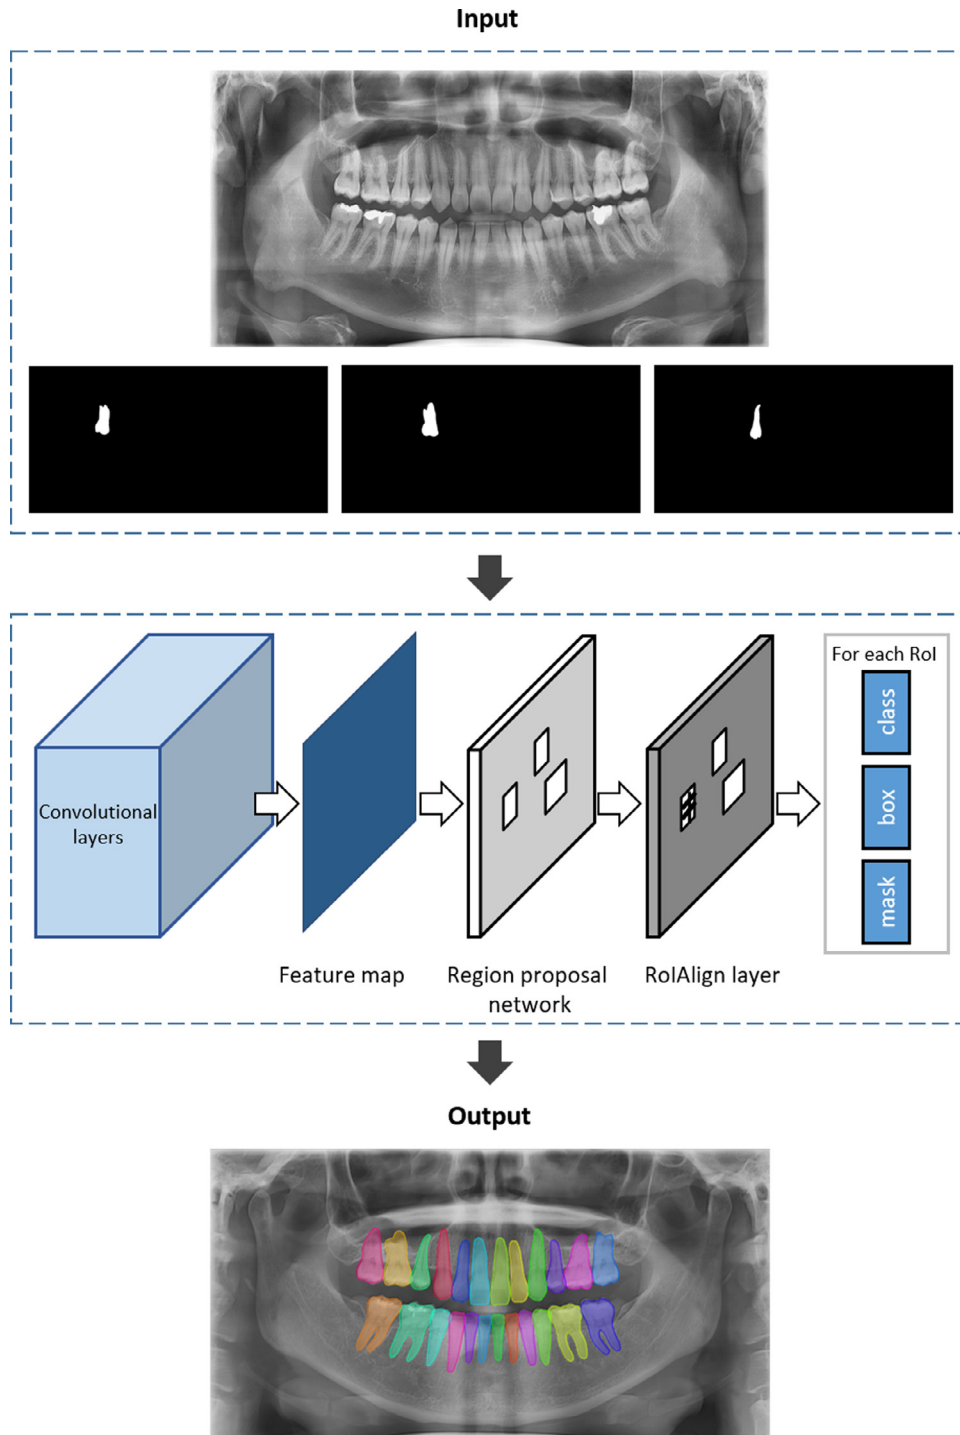 Input
Convolutional
layers
For each RoI
class
box
mask
Feature map
Region proposal
network
RoIAlign layer
Output